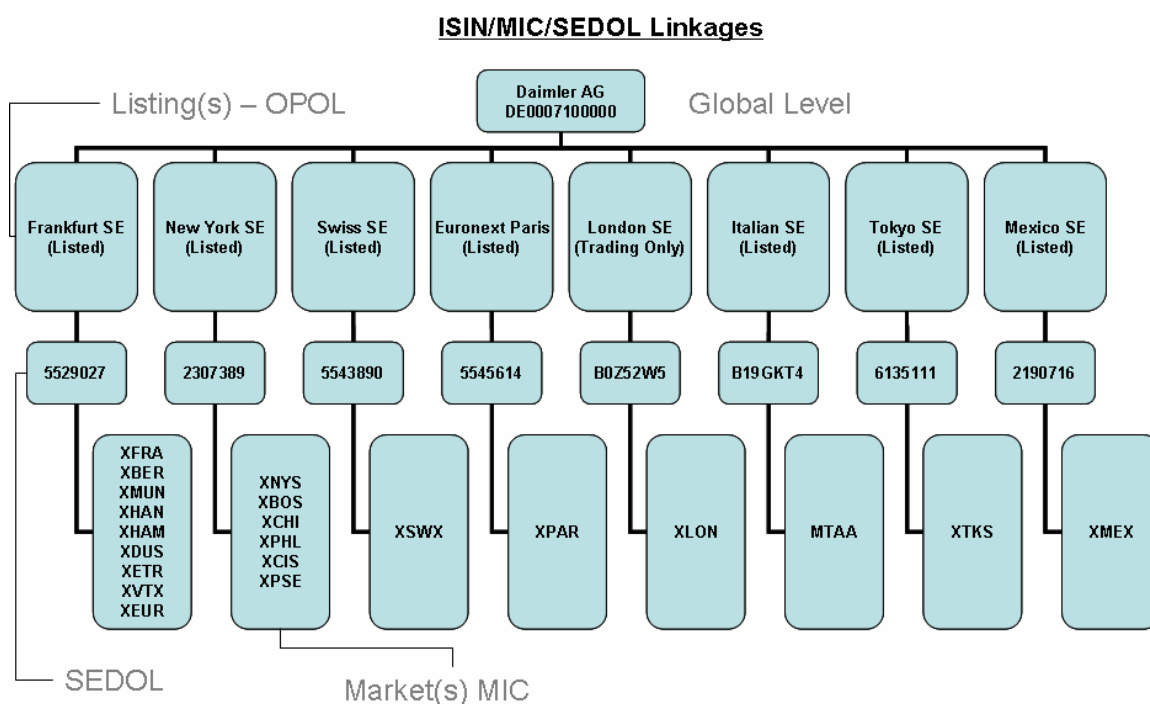 ISIN/MIC/SEDOL Linkages
Daimler AG
DE0007100000
Listing(s) – OPOL
Global Level
Frankfurt SE
(Listed)
New York SE
(Listed)
Swiss SE
(Listed)
Euronext Paris
(Listed)
London SE
(Trading Only)
Italian SE
(Listed)
Tokyo SE
(Listed)
Mexico SE
(Listed)
5529027
2307389
5543890
5545614
B0Z52W5
B19GKT4
6135111
2190716
XFRA
XBER
XMUN
XHAN
XHAM
XDUS
XETR
XVTX
XEUR
XNYS
XBOS
XCHI
XPHL
XCIS
XPSE
XSWX
XPAR
XLON
MTAA
XTKS
XMEX
SEDOL
Market(s) MIC